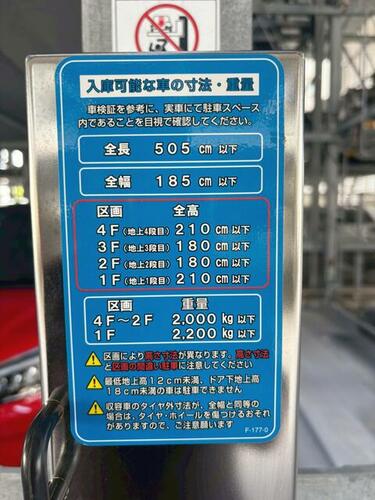 入庫可能な車の寸法・重量
車検証を参考に、実車にて駐車スペース
内であることを目視で確認してください。
全長 505 cm 以下
全幅 185 cm 以下
区画 全高
4F(地上4段目) 210 cm以下
3F(地上3段目) 180 cm以下
2F(地上2段目) 180 cm以下
1F(地上1段目) 210 cm以下
区画 重量
4F～2F 2,000 kg 以下
1F 2,200 kg 以下
区画により高さ寸法が異なります、高さ寸法
と区画の間違い駐車に注意してください
最低地上高12cm未満、ドア下地上高
18cm未満の車は駐車できません
収容車のタイヤ外寸法が、全幅と同等の
場合は、タイヤ・ホイールを傷つけるおそれ
がありますので、ご注意願います
F-177-0